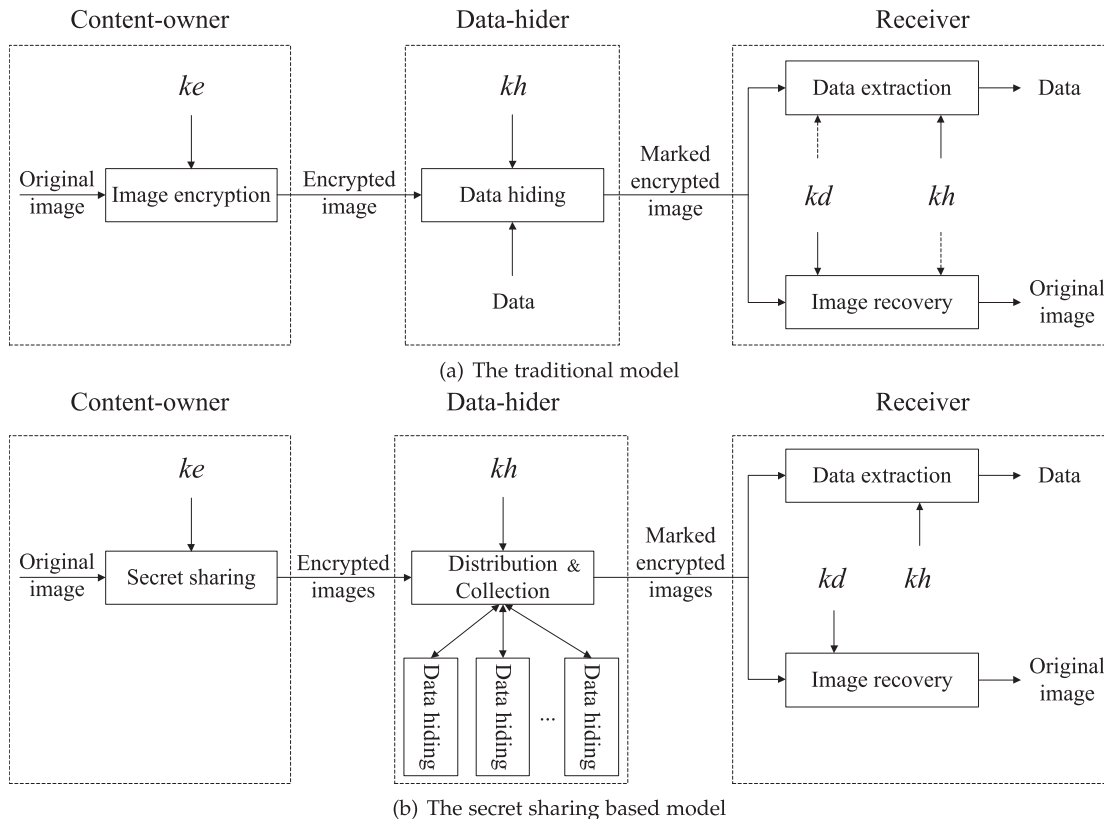 Content-owner
Data-hider
Receiver
ke
kh
Data extraction
Data
Original
image
Image encryption
Encrypted
image
Data hiding
Marked
encrypted
image
kd
kh
Data
Image recovery
Original
image
(a) The traditional model
Content-owner
Data-hider
Receiver
ke
kh
Data extraction
Data
Original
image
Secret sharing
Encrypted
images
Distribution &
Collection
Marked
encrypted
images
kd
kh
Data hiding
Data hiding
...
Data hiding
Image recovery
Original
image
(b) The secret sharing based model